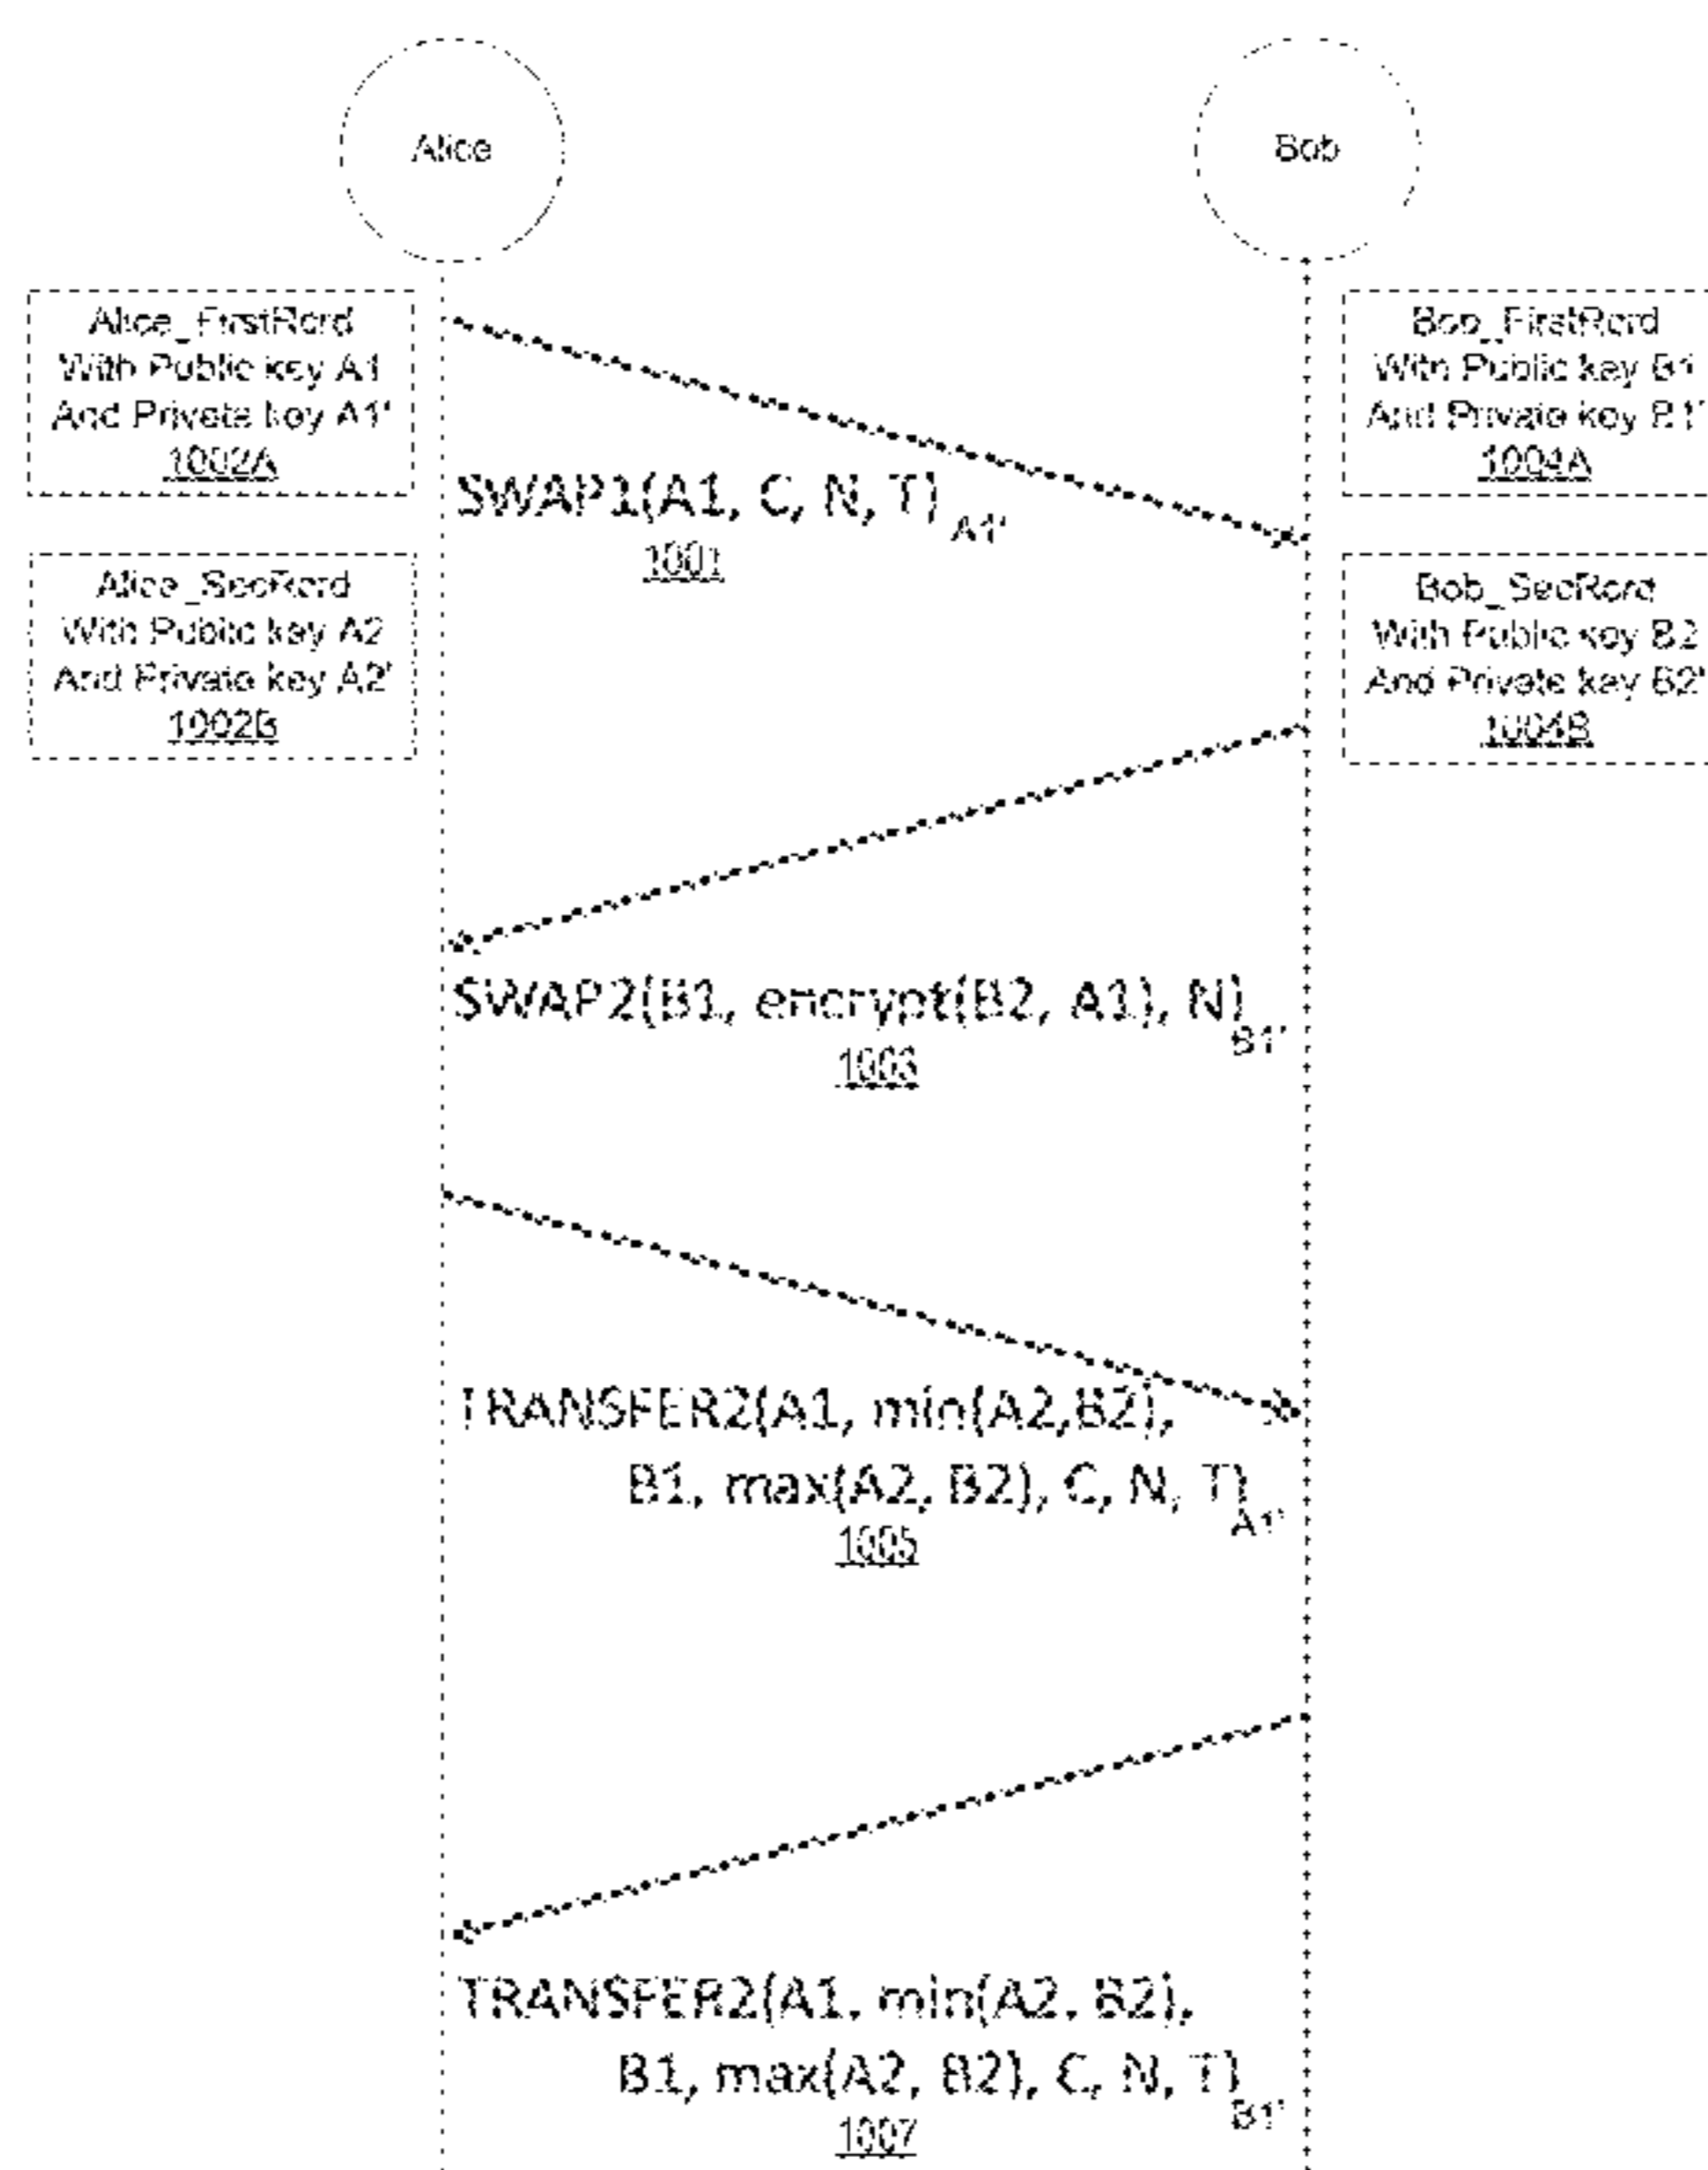 Alice
Bob
Alice_FirstRcrd
With Public key A1
And Private key A1'
1002A
Bob_FirstRcrd
With Public key B1
And Private key B1'
1004A
SWAP1(A1, C, N, T)A1'
1001
Alice_SecRcrd
With Public key A2
And Private key A2'
1002B
Bob_SecRcrd
With Public key B2
And Private key B2'
1004B
SWAP2(B1, encrypt(B2, A1), N)B1'
1003
TRANSFER2(A1, min(A2,B2),
B1, max(A2, B2), C, N, T)A1'
1005
TRANSFER2(A1, min(A2, B2),
B1, max(A2, B2), C, N, T)B1'
1007